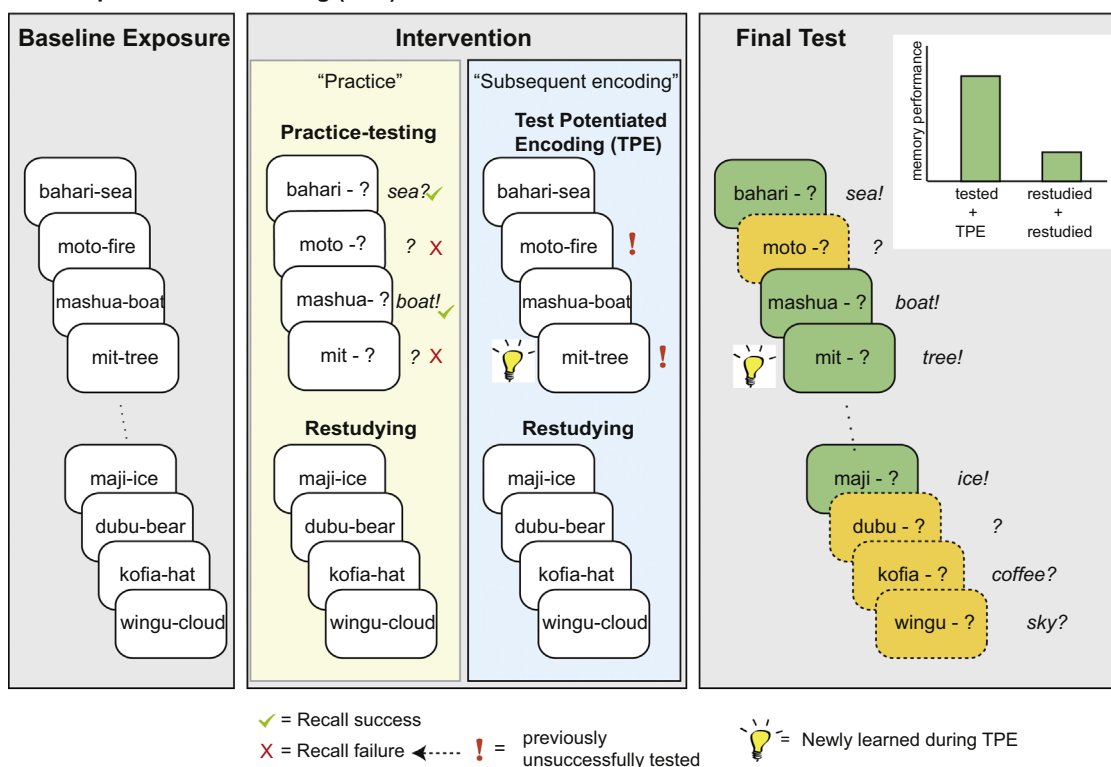 Baseline Exposure
bahari-sea
moto-fire
mashua-boat
mit-tree
maji-ice
dubu-bear
kofia-hat
wingu-cloud
Intervention
“Practice”
Practice-testing
bahari - ? sea?
moto -? ? X
mashua- ? boat!
mit - ? ? X
Restudying
maji-ice
dubu-bear
kofia-hat
wingu-cloud
“Subsequent encoding”
Test Potentiated
Encoding (TPE)
bahari-sea
moto-fire !
mashua-boat
mit-tree !
Restudying
maji-ice
dubu-bear
kofia-hat
wingu-cloud
Final Test
memory performance
tested
+
TPE
restudied
+
restudied
bahari - ? sea!
moto -? ?
mashua - ? boat!
mit - ? tree!
maji - ? ice!
dubu - ? ?
kofia - ? coffee?
wingu - ? sky?
= Recall success
X = Recall failure
! = previously
unsuccessfully tested
= Newly learned during TPE